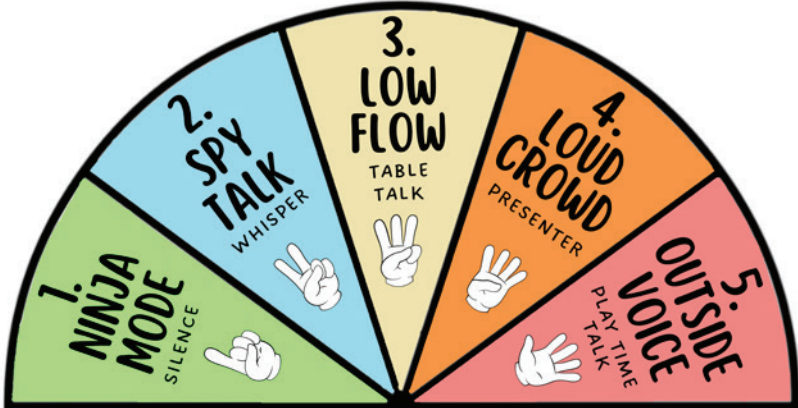 1.
NINJA
MODE
SILENCE
2.
SPY
TALK
WHISPER
3.
LOW
FLOW
TABLE
TALK
4.
LOUD
CROWD
PRESENTER
5.
OUTSIDE
VOICE
PLAY TIME
TALK